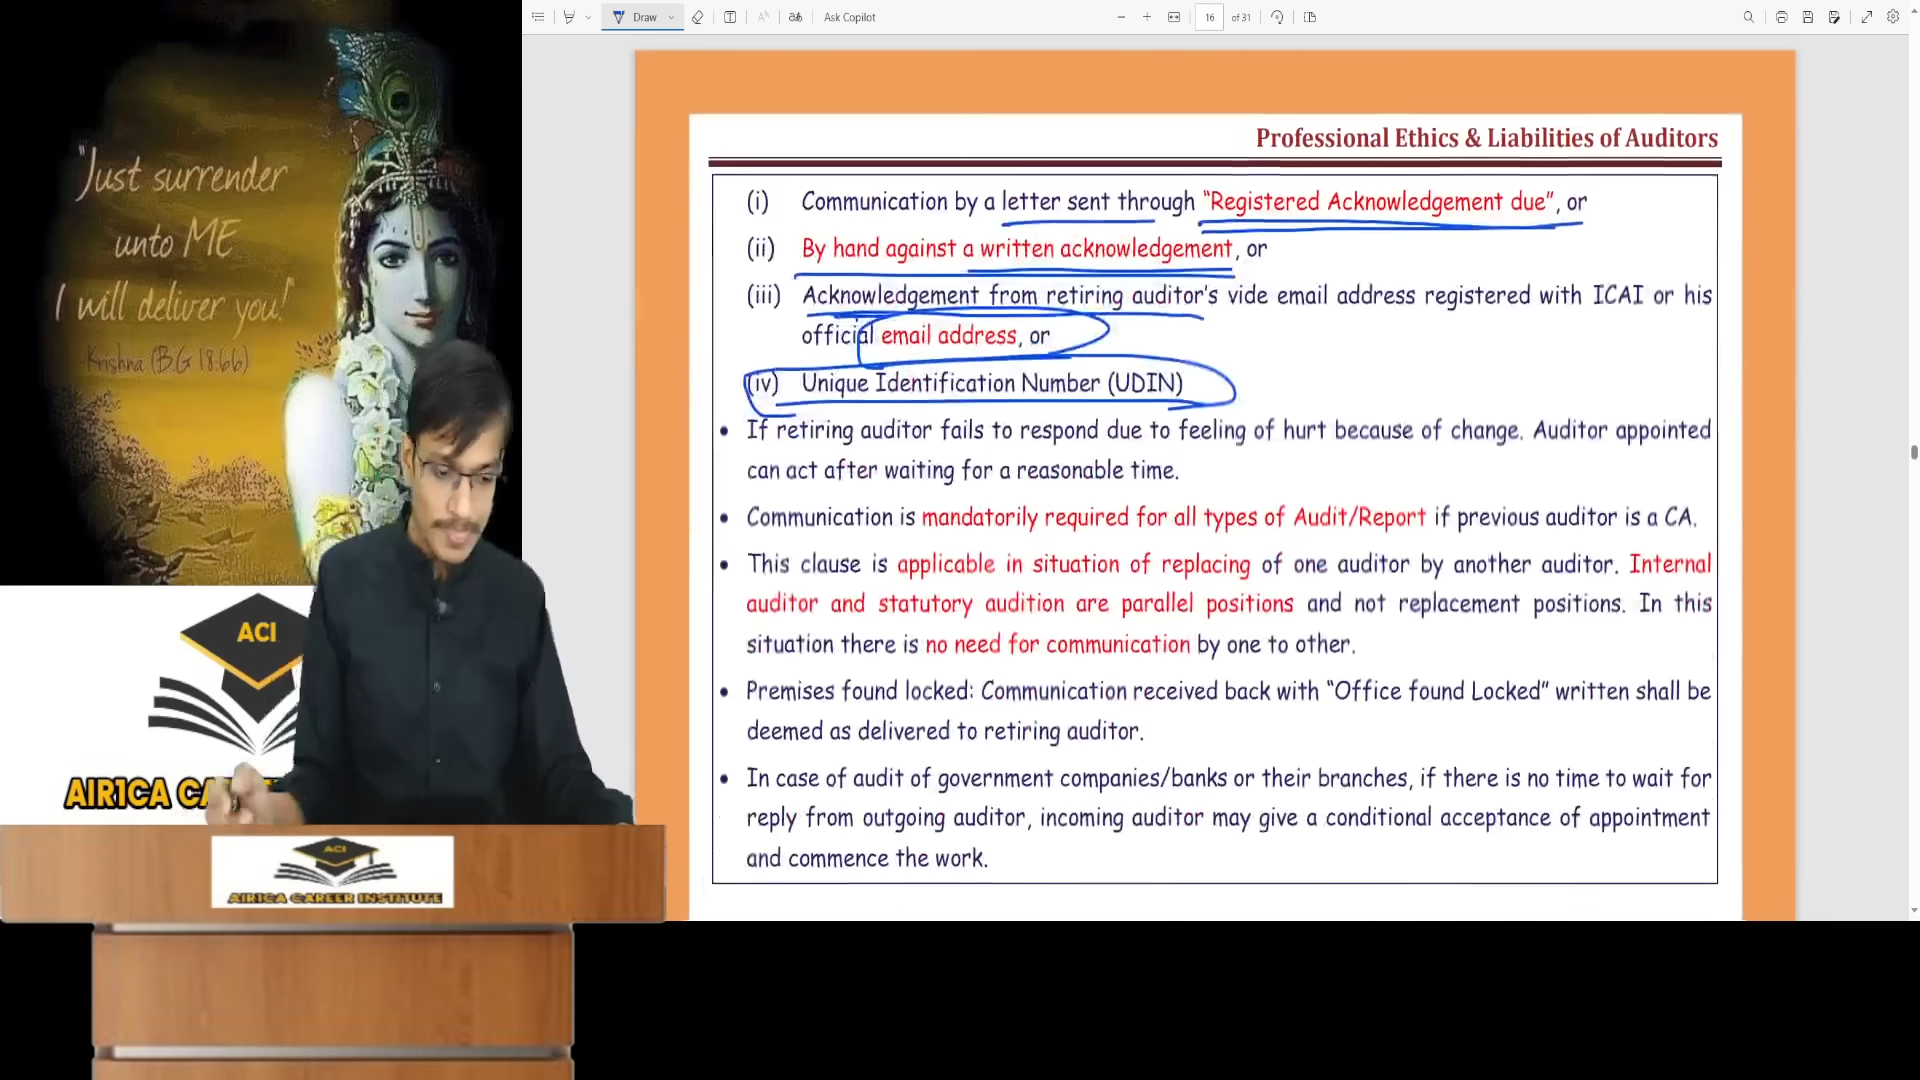 Draw
Ask Copilot
16
of 31
"Just surrender
unto ME
I will deliver you!"
Krishna (B.G 18:66)
Professional Ethics & Liabilities of Auditors
(i) Communication by a letter sent through “Registered Acknowledgement due”, or
(ii) By hand against a written acknowledgement, or
(iii) Acknowledgement from retiring auditor’s vide email address registered with ICAI or his
official email address, or
(iv) Unique Identification Number (UDIN)
• If retiring auditor fails to respond due to feeling of hurt because of change. Auditor appointed
can act after waiting for a reasonable time.
• Communication is mandatorily required for all types of Audit/Report if previous auditor is a CA.
• This clause is applicable in situation of replacing of one auditor by another auditor. Internal
auditor and statutory audition are parallel positions and not replacement positions. In this
situation there is no need for communication by one to other.
• Premises found locked: Communication received back with “Office found Locked” written shall be
deemed as delivered to retiring auditor.
• In case of audit of government companies/banks or their branches, if there is no time to wait for
reply from outgoing auditor, incoming auditor may give a conditional acceptance of appointment
and commence the work.
ACI
AIR1CA CA
ACI
AIR1CA CAREER INSTITUTE